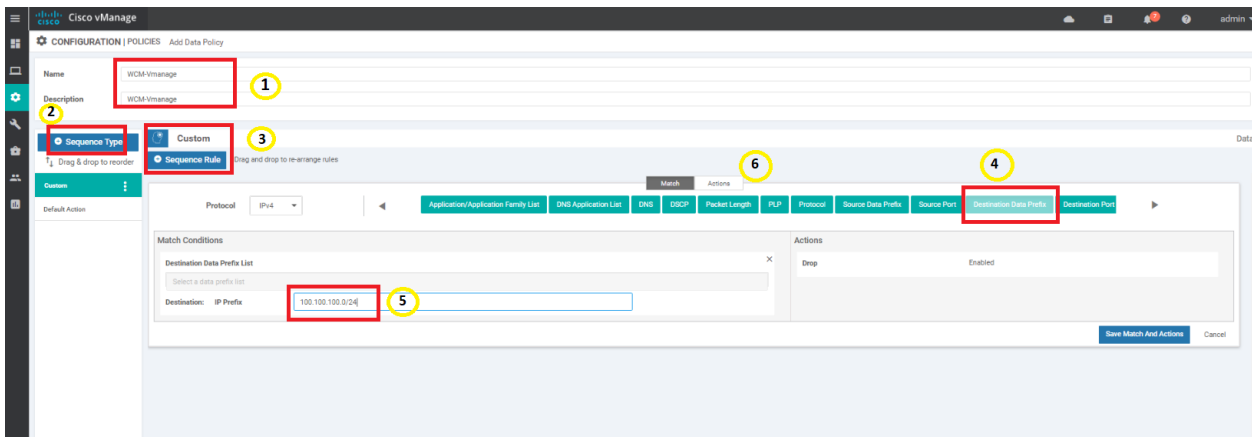 cisco Cisco vManage
admin
CONFIGURATION | POLICIES Add Data Policy
Name WCM-Vmanage
1
Description WCM-Vmanage
2
Sequence Type
Custom
3
Data
Drag & drop to reorder
Sequence Rule Drag and drop to re-arrange rules
6
4
Custom
Match Actions
Default Action
Protocol IPv4
Application/Application Family List DNS Application List DNS DSCP Packet Length PLP Protocol Source Data Prefix Source Port Destination Data Prefix Destination Port
Match Conditions
Actions
Destination Data Prefix List
Drop Enabled
Select a data prefix list
Destination: IP Prefix 100.100.100.0/24
5
Save Match And Actions Cancel